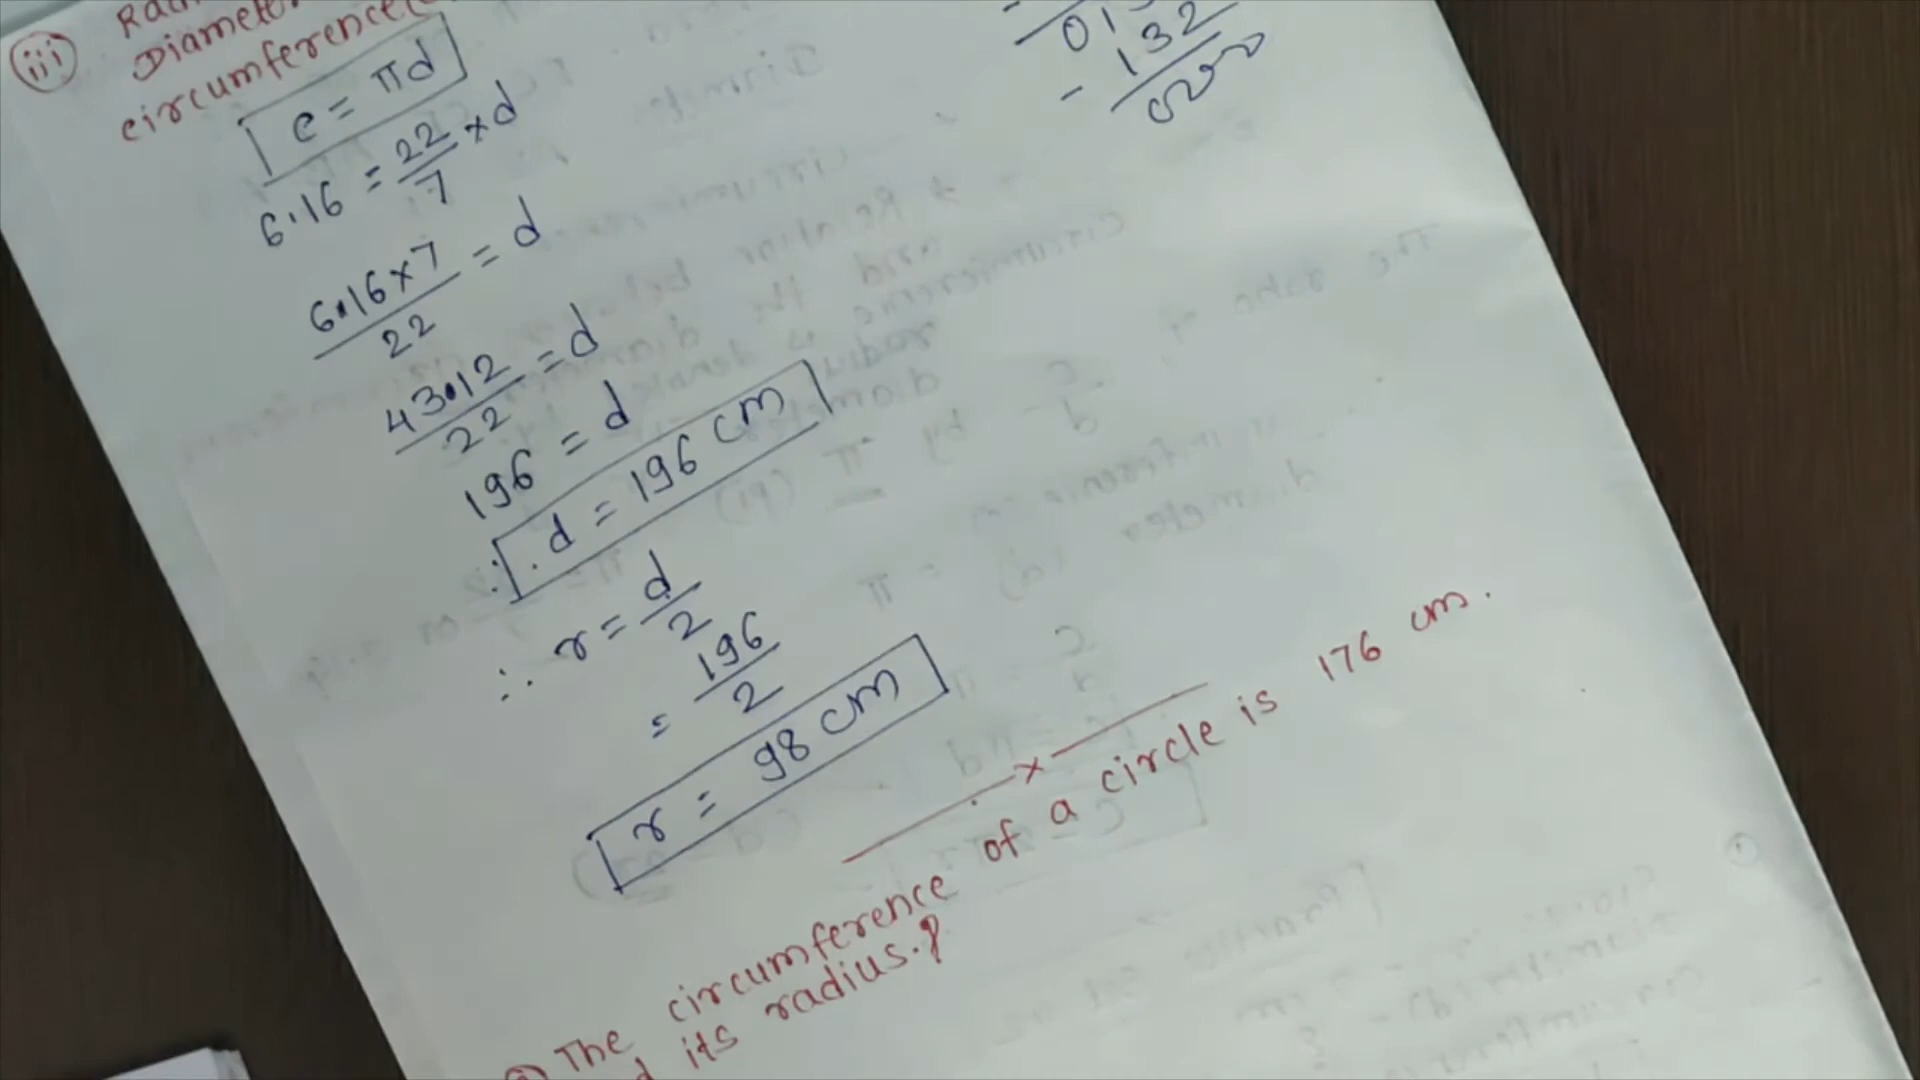 (iii)
Diameter
circumference(
c = πd
6.16 = 22/7 × d
6.16×7/22 = d
43.12/22 = d
196 = d
∴ d = 196 cm
∴ r = d/2
= 196/2
r = 98 cm
× 
The circumference of a circle is 176 cm.
its radius.?
- 132